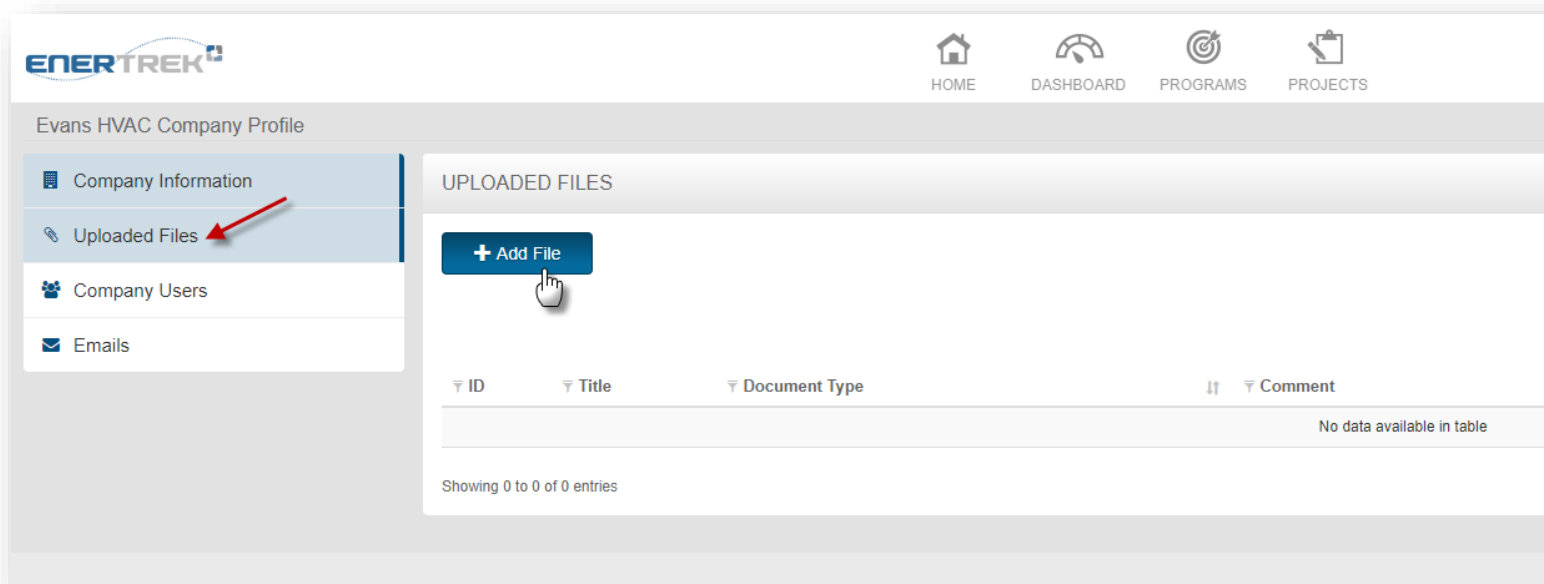 ENERTREK
HOME DASHBOARD PROGRAMS PROJECTS
Evans HVAC Company Profile
Company Information
Uploaded Files
Company Users
Emails
UPLOADED FILES
Add File
ID Title Document Type Comment
No data available in table
Showing 0 to 0 of 0 entries